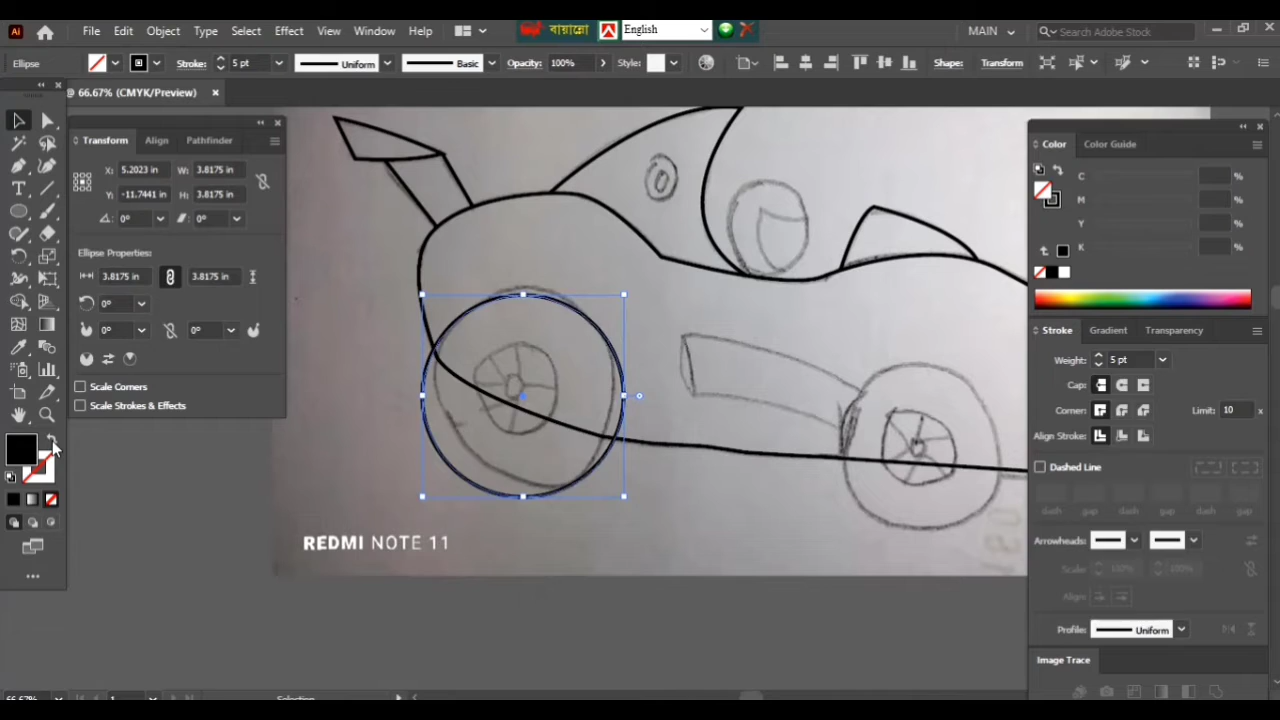 বায়ান্নো English
Ai File Edit Object Type Select Effect View Window Help MAIN Search Adobe Stock
Ellipse Stroke: 5 pt Uniform Basic Opacity: 100% Style: Shape: Transform
@ 66.67% (CMYK/Preview) ×
Transform Align Pathfinder
X: 5.2023 in W: 3.8175 in
Y: -11.7441 in H: 3.8175 in
0° 0°
Ellipse Properties:
3.8175 in 3.8175 in
0°
0° 0°
Scale Corners
Scale Strokes & Effects
REDMI NOTE 11
Color Color Guide
C %
M %
Y %
K %
Stroke Gradient Transparency
Weight: 5 pt
Cap:
Corner: Limit: 10
Align Stroke:
Dashed Line
dash gap dash gap dash gap
Arrowheads:
Scale: 100% 100%
Align:
Profile: Uniform
Image Trace
66.67% 1 Selection